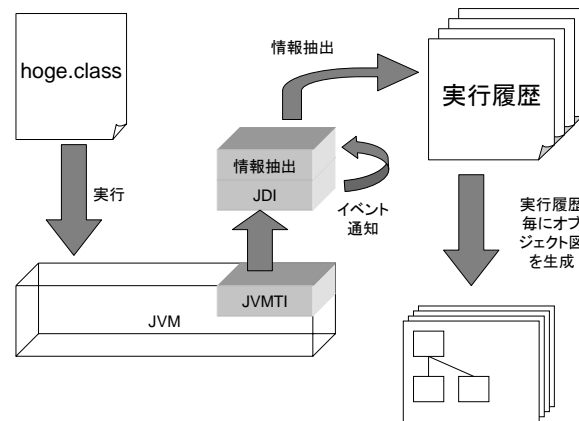 hoge.class
実行
JVM
JVMTI
情報抽出
JDI
イベント
通知
情報抽出
実行履歴
実行履歴
毎にオブ
ジェクト図
を生成